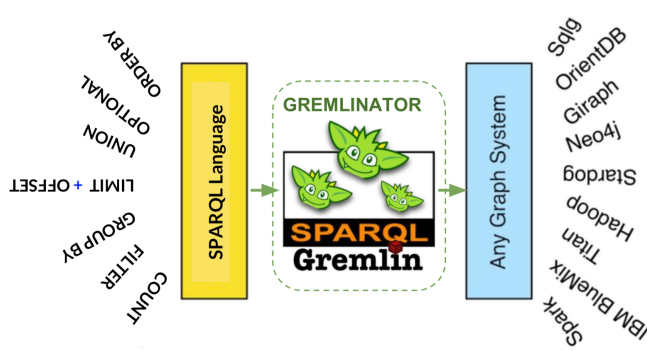 ORDER BY
OPTIONAL
UNION
LIMIT + OFFSET
GROUP BY
FILTER
COUNT
SPARQL Language
GREMLINATOR
SPARQL
Gremlin
Any Graph System
Sqlg
OrientDB
Giraph
Neo4j
Stardog
Hadoop
Titan
IBM BlueMix
Spark